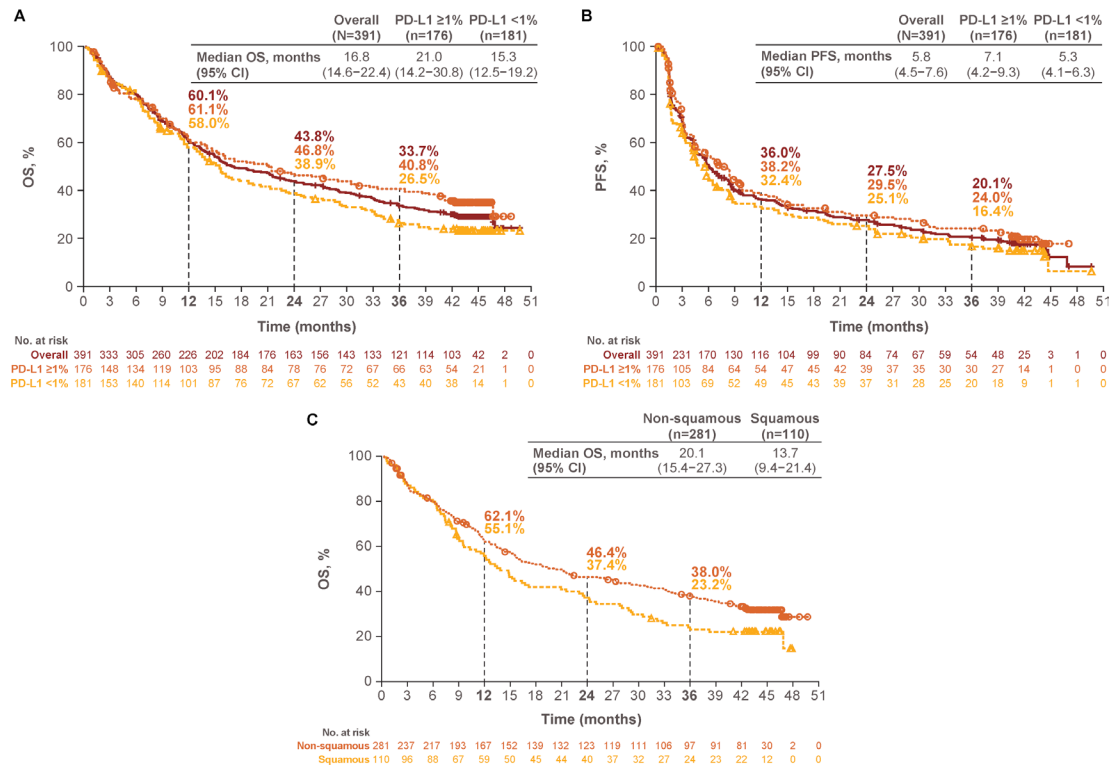 A
Overall PD-L1 ≥1% PD-L1 <1%
(N=391) (n=176) (n=181)
Median OS, months 16.8 21.0 15.3
(95% CI) (14.6–22.4) (14.2–30.8) (12.5–19.2)
100
80
60
40
20
0
OS, %
60.1%
61.1%
58.0%
43.8%
46.8%
38.9%
33.7%
40.8%
26.5%
0 3 6 9 12 15 18 21 24 27 30 33 36 39 42 45 48 51
Time (months)
No. at risk
Overall 391 333 305 260 226 202 184 176 163 156 143 133 121 114 103 42 2 0
PD-L1 ≥1% 176 148 134 119 103 95 88 84 78 76 72 67 66 63 54 21 1 0
PD-L1 <1% 181 153 140 114 101 87 76 72 67 62 56 52 43 40 38 14 1 0
B
Overall PD-L1 ≥1% PD-L1 <1%
(N=391) (n=176) (n=181)
Median PFS, months 5.8 7.1 5.3
(95% CI) (4.5–7.6) (4.2–9.3) (4.1–6.3)
100
80
60
40
20
0
PFS, %
36.0%
38.2%
32.4%
27.5%
29.5%
25.1%
20.1%
24.0%
16.4%
0 3 6 9 12 15 18 21 24 27 30 33 36 39 42 45 48 51
Time (months)
No. at risk
Overall 391 231 170 130 116 104 99 90 84 74 67 59 54 48 25 3 1 0
PD-L1 ≥1% 176 105 84 64 54 47 45 42 39 37 35 30 30 27 14 1 0 0
PD-L1 <1% 181 103 69 52 49 45 43 39 37 31 28 25 20 18 9 1 1 0
C
Non-squamous Squamous
(n=281) (n=110)
Median OS, months 20.1 13.7
(95% CI) (15.4–27.3) (9.4–21.4)
100
80
60
40
20
0
OS, %
62.1%
55.1%
46.4%
37.4%
38.0%
23.2%
0 3 6 9 12 15 18 21 24 27 30 33 36 39 42 45 48 51
Time (months)
No. at risk
Non-squamous 281 237 217 193 167 152 139 132 123 119 111 106 97 91 81 30 2 0
Squamous 110 96 88 67 59 50 45 44 40 37 32 27 24 23 22 12 0 0